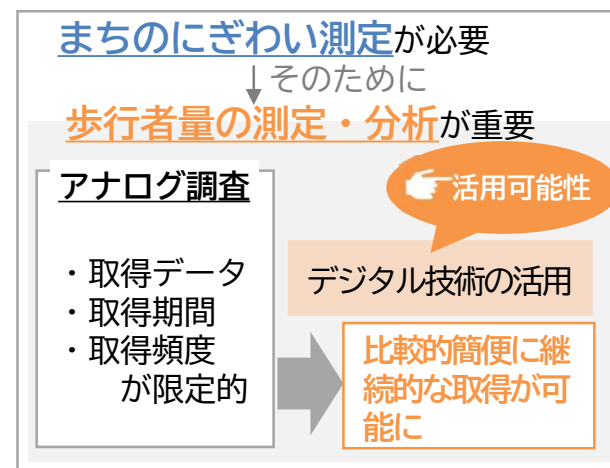 まちのにぎわい測定が必要
↓そのために
歩行者量の測定・分析が重要
アナログ調査
・取得データ
・取得期間
・取得頻度
が限定的
活用可能性
デジタル技術の活用
比較的簡便に継
続的な取得が可
能に